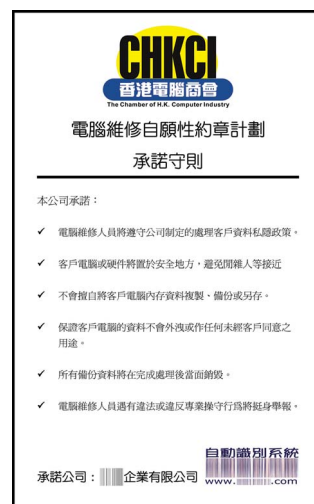 CHKCI
香港電腦商會
The Chamber of H.K. Computer Industry
電腦維修自願性約章計劃
承諾守則
本公司承諾：
✓ 電腦維修人員將遵守公司制定的處理客戶資料私隱政策。
✓ 客戶電腦或硬件將置於安全地方，避免閒雜人等接近
✓ 不會擅自將客戶電腦內存資料複製、備份或另存。
✓ 保證客戶電腦的資料不會外洩或作任何未經客戶同意之
用途。
✓ 所有備份資料將在完成處理後當面銷毀。
✓ 電腦維修人員遇有違法或違反專業操守行為將挺身舉報。
自動識別系統
承諾公司： 企業有限公司 www. .com